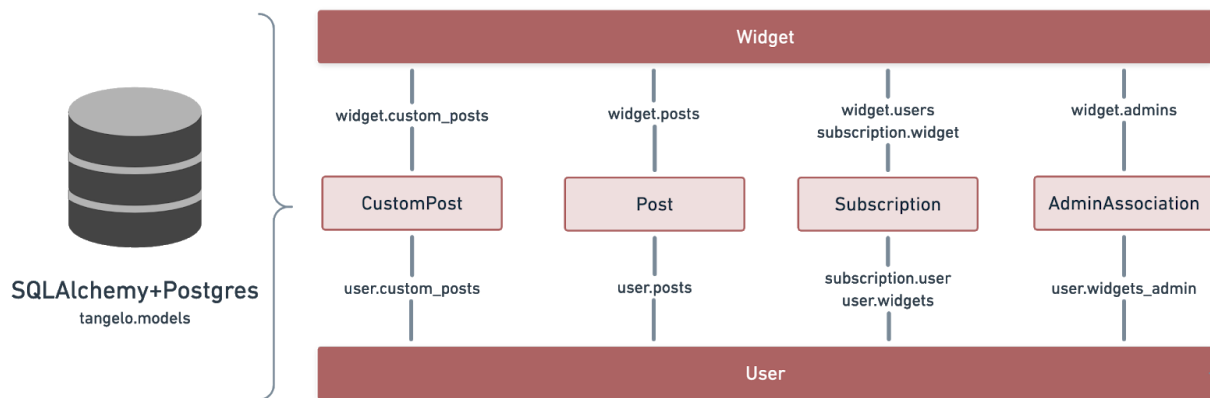 Widget
widget.custom_posts
widget.posts
widget.users
subscription.widget
widget.admins
CustomPost
Post
Subscription
AdminAssociation
SQLAlchemy+Postgres
tangelo.models
user.custom_posts
user.posts
subscription.user
user.widgets
user.widgets_admin
User